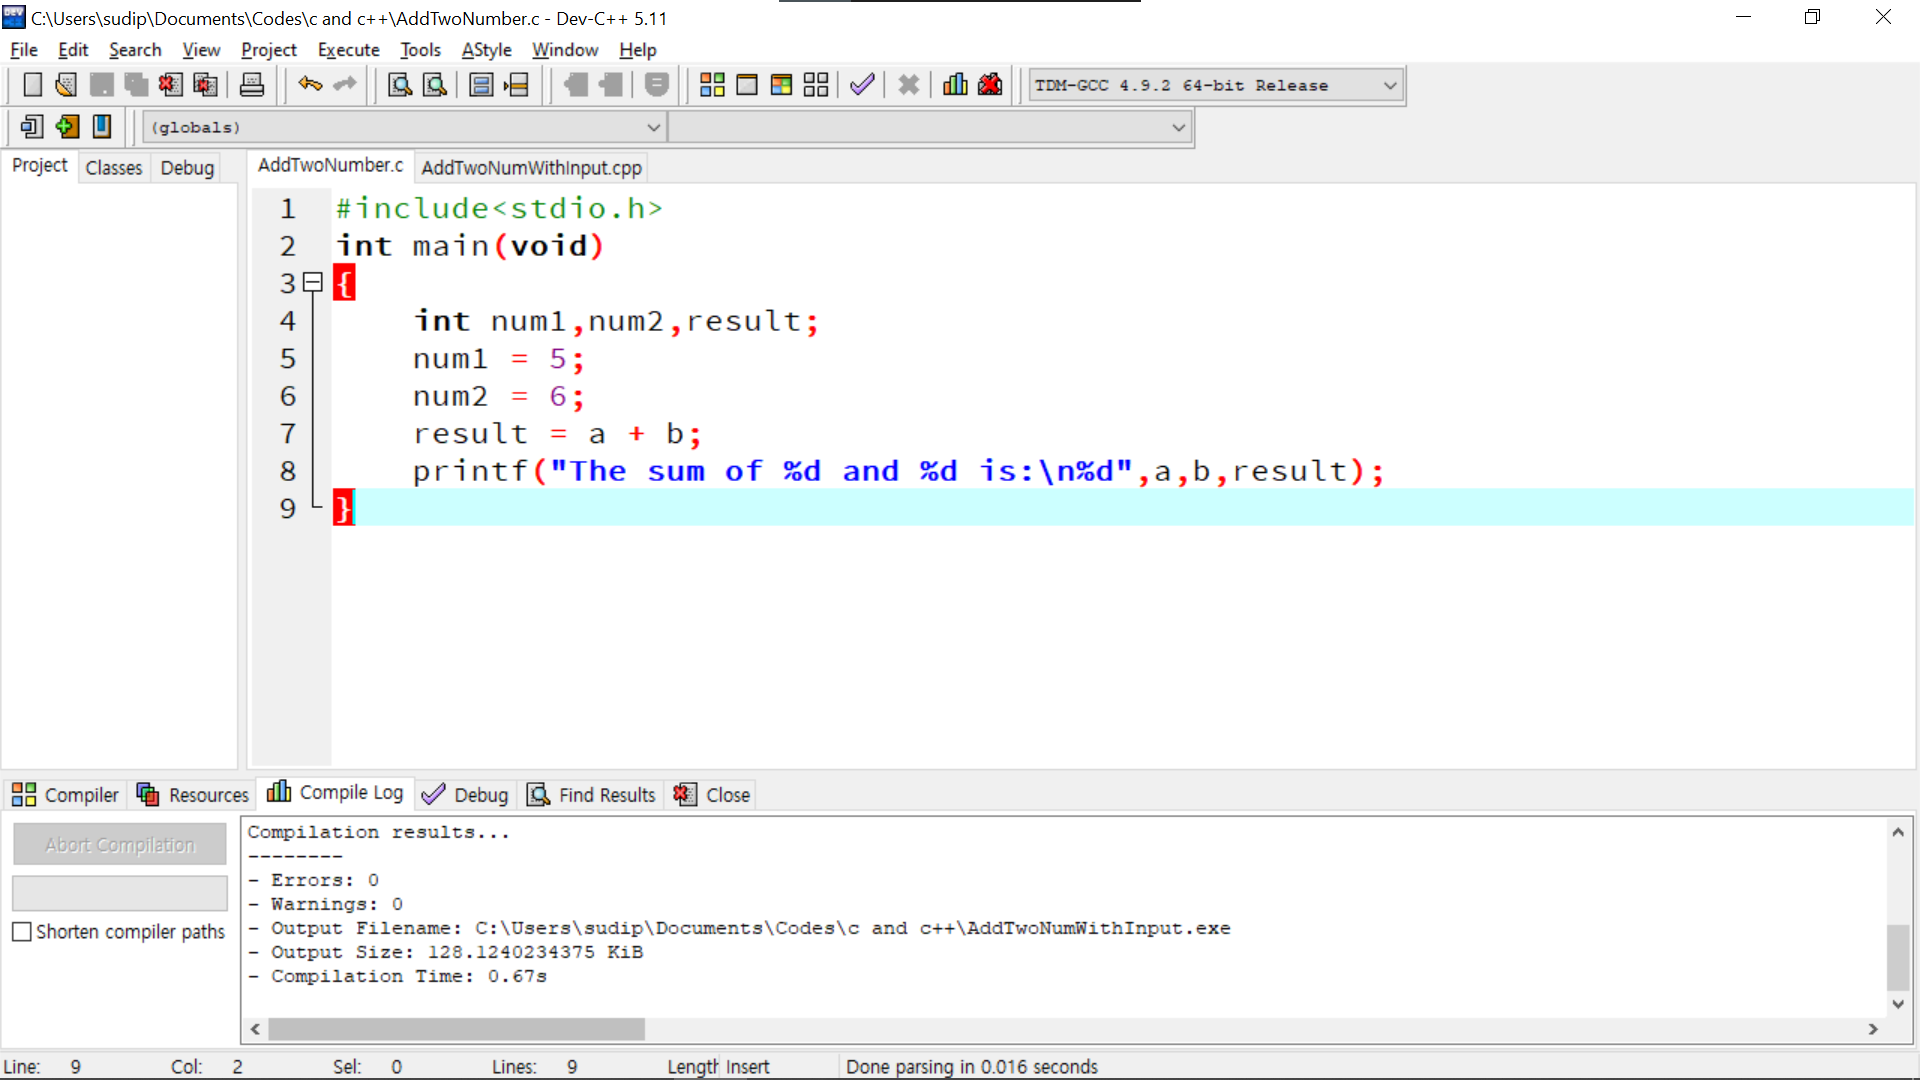 C:\Users\sudip\Documents\Codes\c and c++\AddTwoNumber.c - Dev-C++ 5.11
File Edit Search View Project Execute Tools AStyle Window Help
TDM-GCC 4.9.2 64-bit Release
(globals)
Project Classes Debug AddTwoNumber.c AddTwoNumWithInput.cpp
1 #include<stdio.h>
2 int main(void)
3 {
4 int num1,num2,result;
5 num1 = 5;
6 num2 = 6;
7 result = a + b;
8 printf("The sum of %d and %d is:\n%d",a,b,result);
9 }
Compiler Resources Compile Log Debug Find Results Close
Abort Compilation
Shorten compiler paths
Compilation results...
--------
- Errors: 0
- Warnings: 0
- Output Filename: C:\Users\sudip\Documents\Codes\c and c++\AddTwoNumWithInput.exe
- Output Size: 128.1240234375 KiB
- Compilation Time: 0.67s
Line: 9 Col: 2 Sel: 0 Lines: 9 Length Insert Done parsing in 0.016 seconds